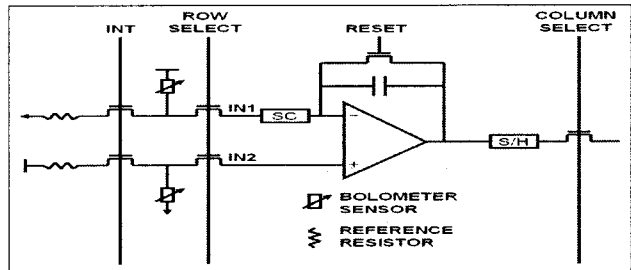 INT
ROW
SELECT
RESET
COLUMN
SELECT
IN1
SC
−
IN2
+
S/H
BOLOMETER
SENSOR
REFERENCE
RESISTOR